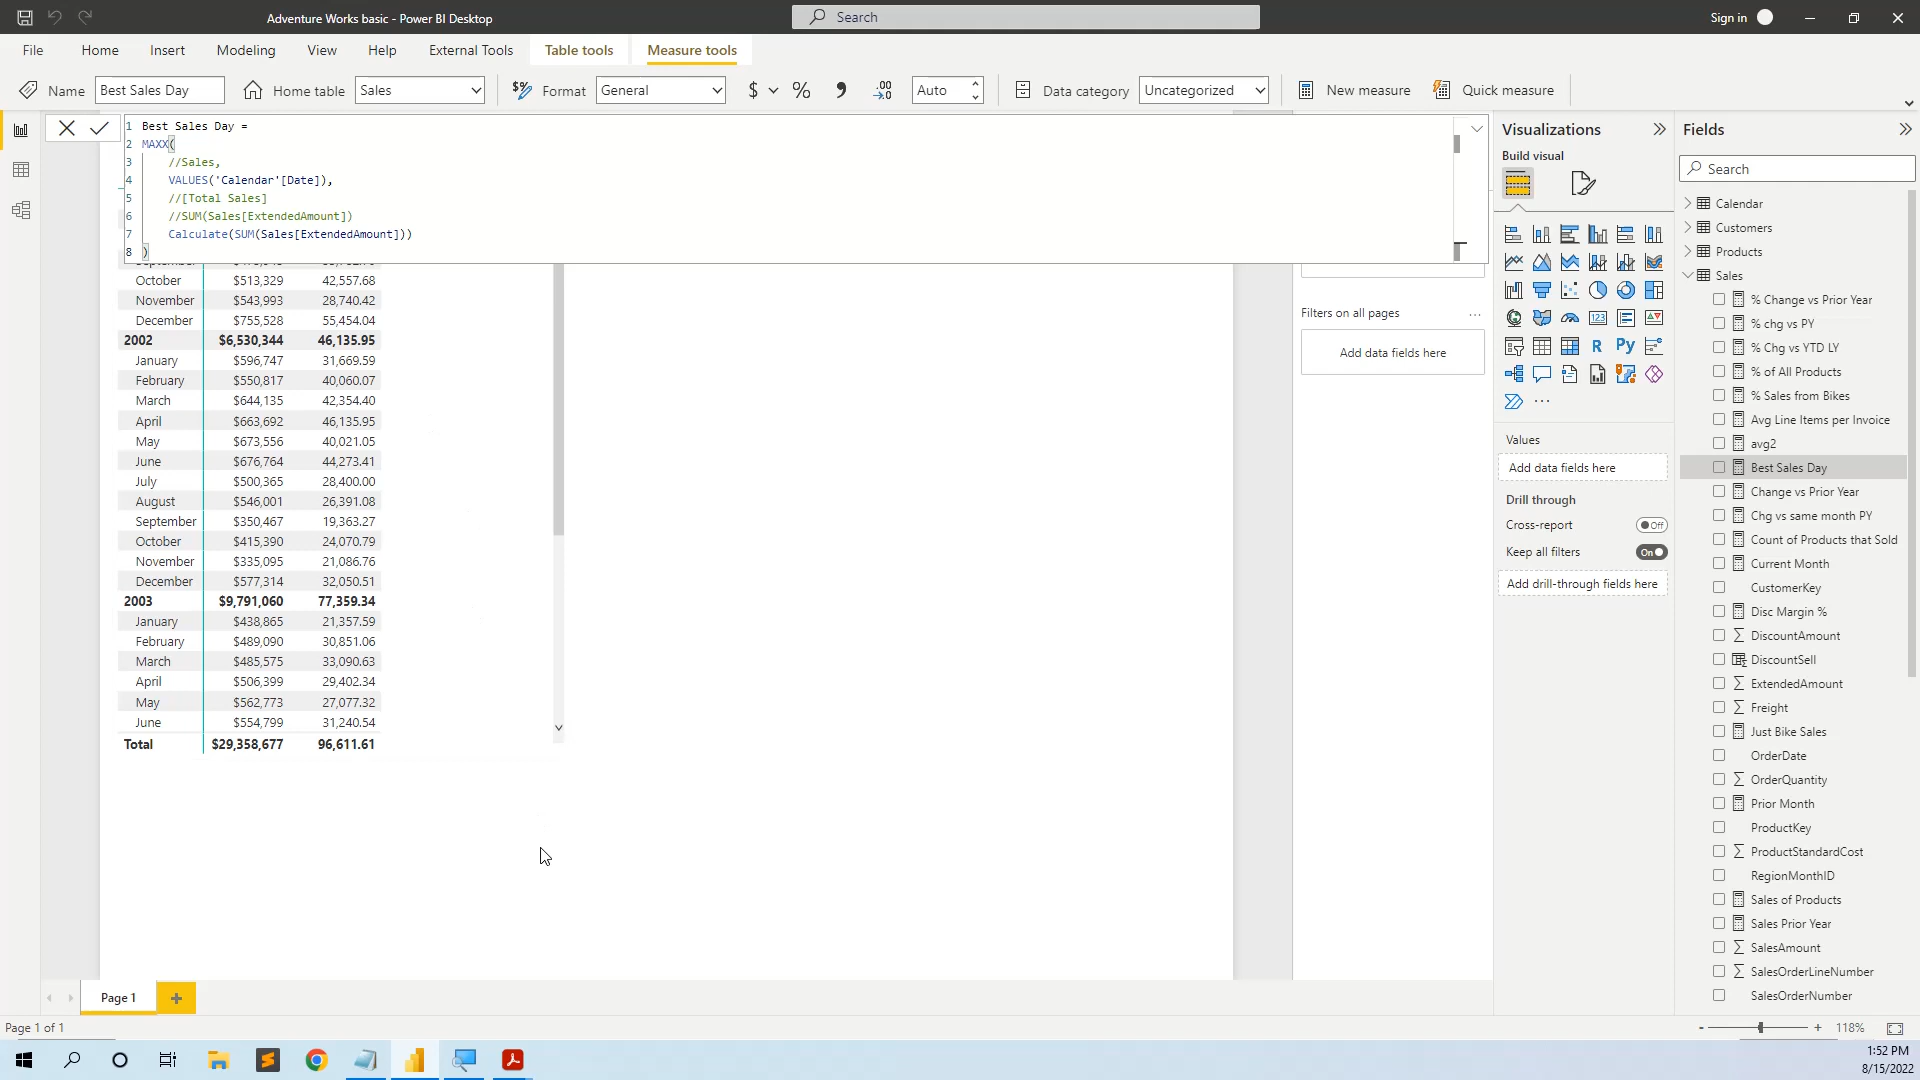 Adventure Works basic - Power BI Desktop
Search
Sign in
File Home Insert Modeling View Help External Tools Table tools Measure tools
Name Best Sales Day Home table Sales Format General $ % Auto Data category Uncategorized New measure Quick measure
1 Best Sales Day =
2 MAXX(
3 //Sales,
4 VALUES('Calendar'[Date]),
5 //[Total Sales]
6 //SUM(Sales[ExtendedAmount])
7 Calculate(SUM(Sales[ExtendedAmount]))
8 )
October $513,329 42,557.68
November $543,993 28,740.42
December $755,528 55,454.04
2002 $6,530,344 46,135.95
January $596,747 31,669.59
February $550,817 40,060.07
March $644,135 42,354.40
April $663,692 46,135.95
May $673,556 40,021.05
June $676,764 44,273.41
July $500,365 28,400.00
August $546,001 26,391.08
September $350,467 19,363.27
October $415,390 24,070.79
November $335,095 21,086.76
December $577,314 32,050.51
2003 $9,791,060 77,359.34
January $438,865 21,357.59
February $489,090 30,851.06
March $485,575 33,090.63
April $506,399 29,402.34
May $562,773 27,077.32
June $554,799 31,240.54
Total $29,358,677 96,611.61
Filters on all pages ...
Add data fields here
Visualizations
Build visual
123
R Py
...
Values
Add data fields here
Drill through
Cross-report Off
Keep all filters On
Add drill-through fields here
Fields
Search
Calendar
Customers
Products
Sales
% Change vs Prior Year
% chg vs PY
% Chg vs YTD LY
% of All Products
% Sales from Bikes
Avg Line Items per Invoice
avg2
Best Sales Day
Change vs Prior Year
Chg vs same month PY
Count of Products that Sold
Current Month
CustomerKey
Disc Margin %
DiscountAmount
DiscountSell
ExtendedAmount
Freight
Just Bike Sales
OrderDate
OrderQuantity
Prior Month
ProductKey
ProductStandardCost
RegionMonthID
Sales of Products
Sales Prior Year
SalesAmount
SalesOrderLineNumber
SalesOrderNumber
Page 1 +
Page 1 of 1
- + 118%
1:52 PM
8/15/2022